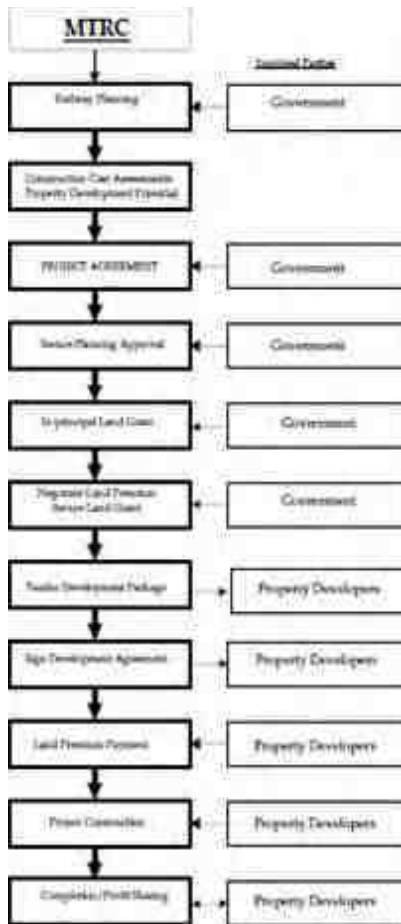 MTRC
Involved Parties
Railway Planning
Government
Construction Cost Assessments
Property Development Potential
PROJECT AGREEMENT
Government
Secure Planning Approval
Government
In principal Land Grant
Government
Negotiate Land Premium
Secure Land Grant
Government
Tender Development Package
Property Developers
Sign Development Agreement
Property Developers
Land Premium Payment
Property Developers
Project Construction
Property Developers
Completion/Profit Sharing
Property Developers